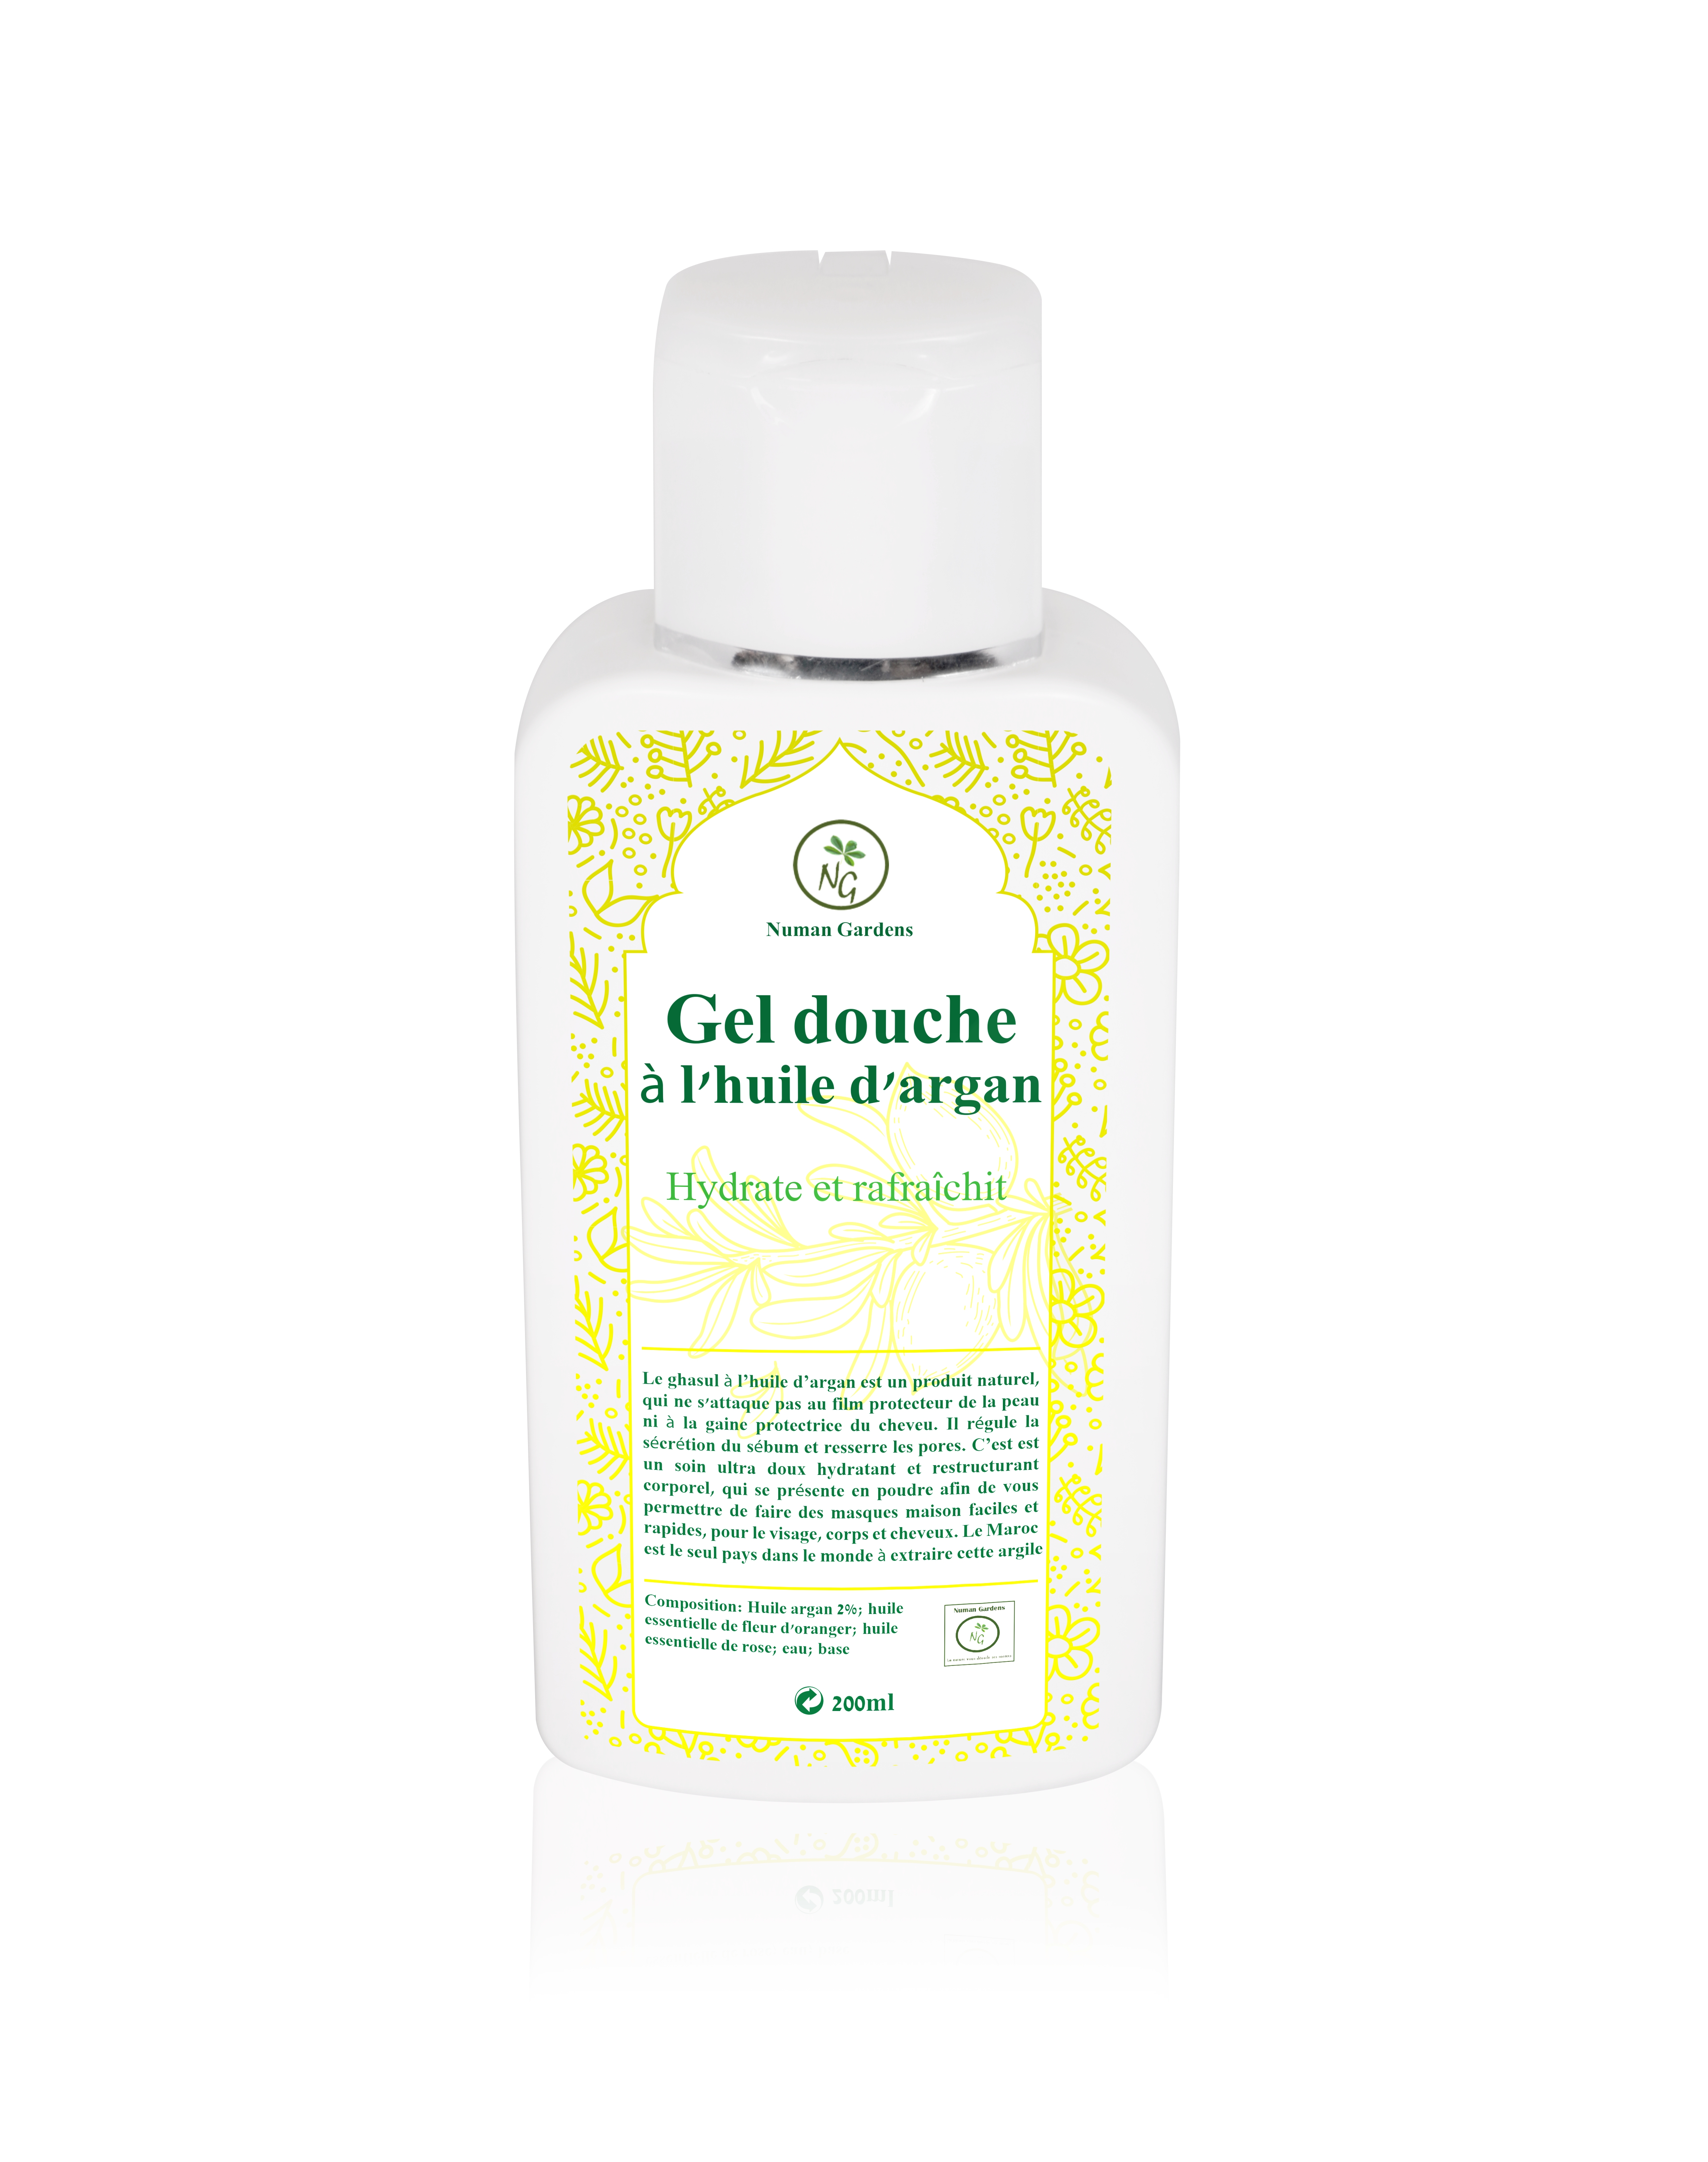 NG
Numan Gardens
Gel douche
à l'huile d'argan
Hydrate et rafraîchit
Le ghasul à l'huile d'argan est un produit naturel,
qui ne s'attaque pas au film protecteur de la peau
ni à la gaine protectrice du cheveu. Il régule la
sécrétion du sébum et resserre les pores. C'est est
un soin ultra doux hydratant et restructurant
corporel, qui se présente en poudre afin de vous
permettre de faire des masques maison faciles et
rapides, pour le visage, corps et cheveux. Le Maroc
est le seul pays dans le monde à extraire cette argile
Composition: Huile argan 2%; huile
essentielle de fleur d'oranger; huile
essentielle de rose; eau; base
Numan Gardens
NG
200ml